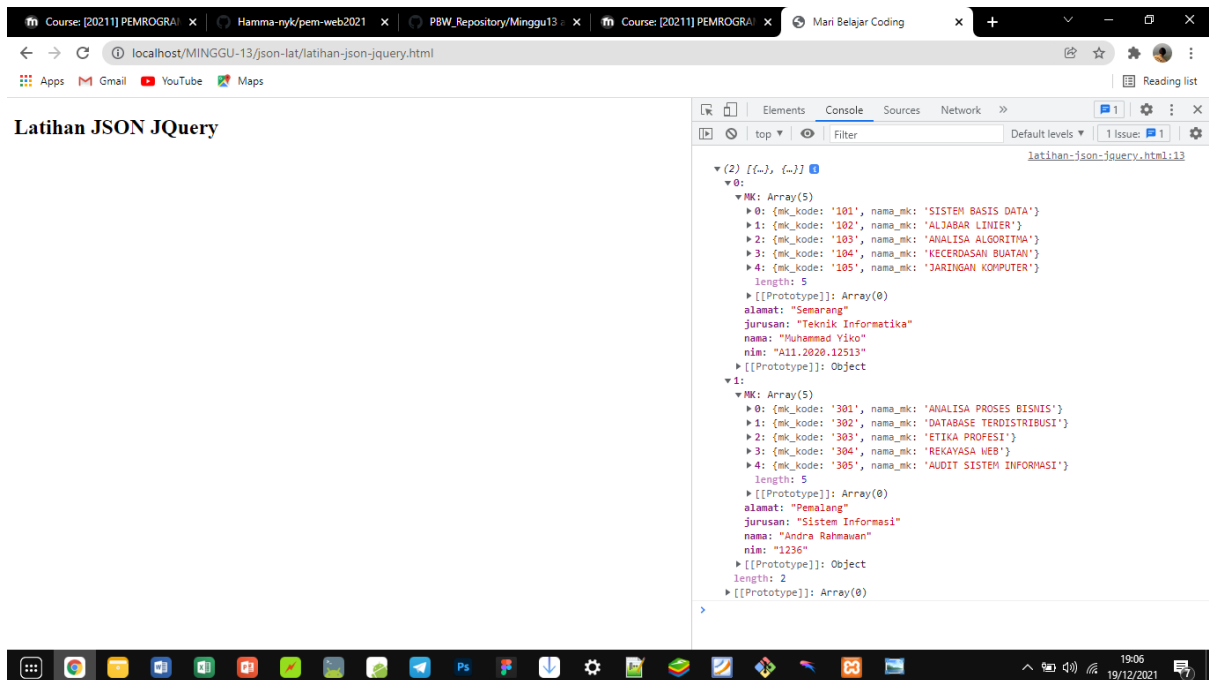 Course: [20211] PEMROGRAM
Hamma-nyk/pem-web2021
PBW_Repository/Minggu13 a
Course: [20211] PEMROGRAM
Mari Belajar Coding
localhost/MINGGU-13/json-lat/latihan-json-jquery.html
Apps Gmail YouTube Maps Reading list
Latihan JSON JQuery
Elements Console Sources Network » 1
top ▼ Filter Default levels ▼ 1 Issue: 1
latihan-json-jquery.html:13
▼(2) [{…}, {…}] i
▼0:
▼MK: Array(5)
▶0: {mk_kode: '101', nama_mk: 'SISTEM BASIS DATA'}
▶1: {mk_kode: '102', nama_mk: 'ALJABAR LINIER'}
▶2: {mk_kode: '103', nama_mk: 'ANALISA ALGORITMA'}
▶3: {mk_kode: '104', nama_mk: 'KECERDASAN BUATAN'}
▶4: {mk_kode: '105', nama_mk: 'JARINGAN KOMPUTER'}
length: 5
▶[[Prototype]]: Array(0)
alamat: "Semarang"
jurusan: "Teknik Informatika"
nama: "Muhammad Yiko"
nim: "A11.2020.12513"
▶[[Prototype]]: Object
▼1:
▼MK: Array(5)
▶0: {mk_kode: '301', nama_mk: 'ANALISA PROSES BISNIS'}
▶1: {mk_kode: '302', nama_mk: 'DATABASE TERDISTRIBUSI'}
▶2: {mk_kode: '303', nama_mk: 'ETIKA PROFESI'}
▶3: {mk_kode: '304', nama_mk: 'REKAYASA WEB'}
▶4: {mk_kode: '305', nama_mk: 'AUDIT SISTEM INFORMASI'}
length: 5
▶[[Prototype]]: Array(0)
alamat: "Pemalang"
jurusan: "Sistem Informasi"
nama: "Andra Rahmawan"
nim: "1236"
▶[[Prototype]]: Object
length: 2
▶[[Prototype]]: Array(0)
>
Ps
19:06
19/12/2021
7